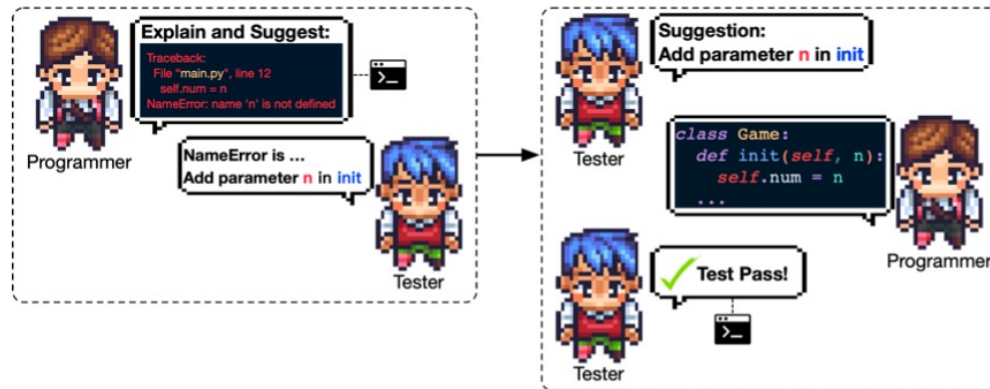 Explain and Suggest:
Traceback:
File "main.py", line 12
self.num = n
NameError: name 'n' is not defined
Programmer
NameError is ...
Add parameter n in init
Tester
Suggestion:
Add parameter n in init
Tester
class Game:
def init(self, n):
self.num = n
...
Programmer
Test Pass!
Tester